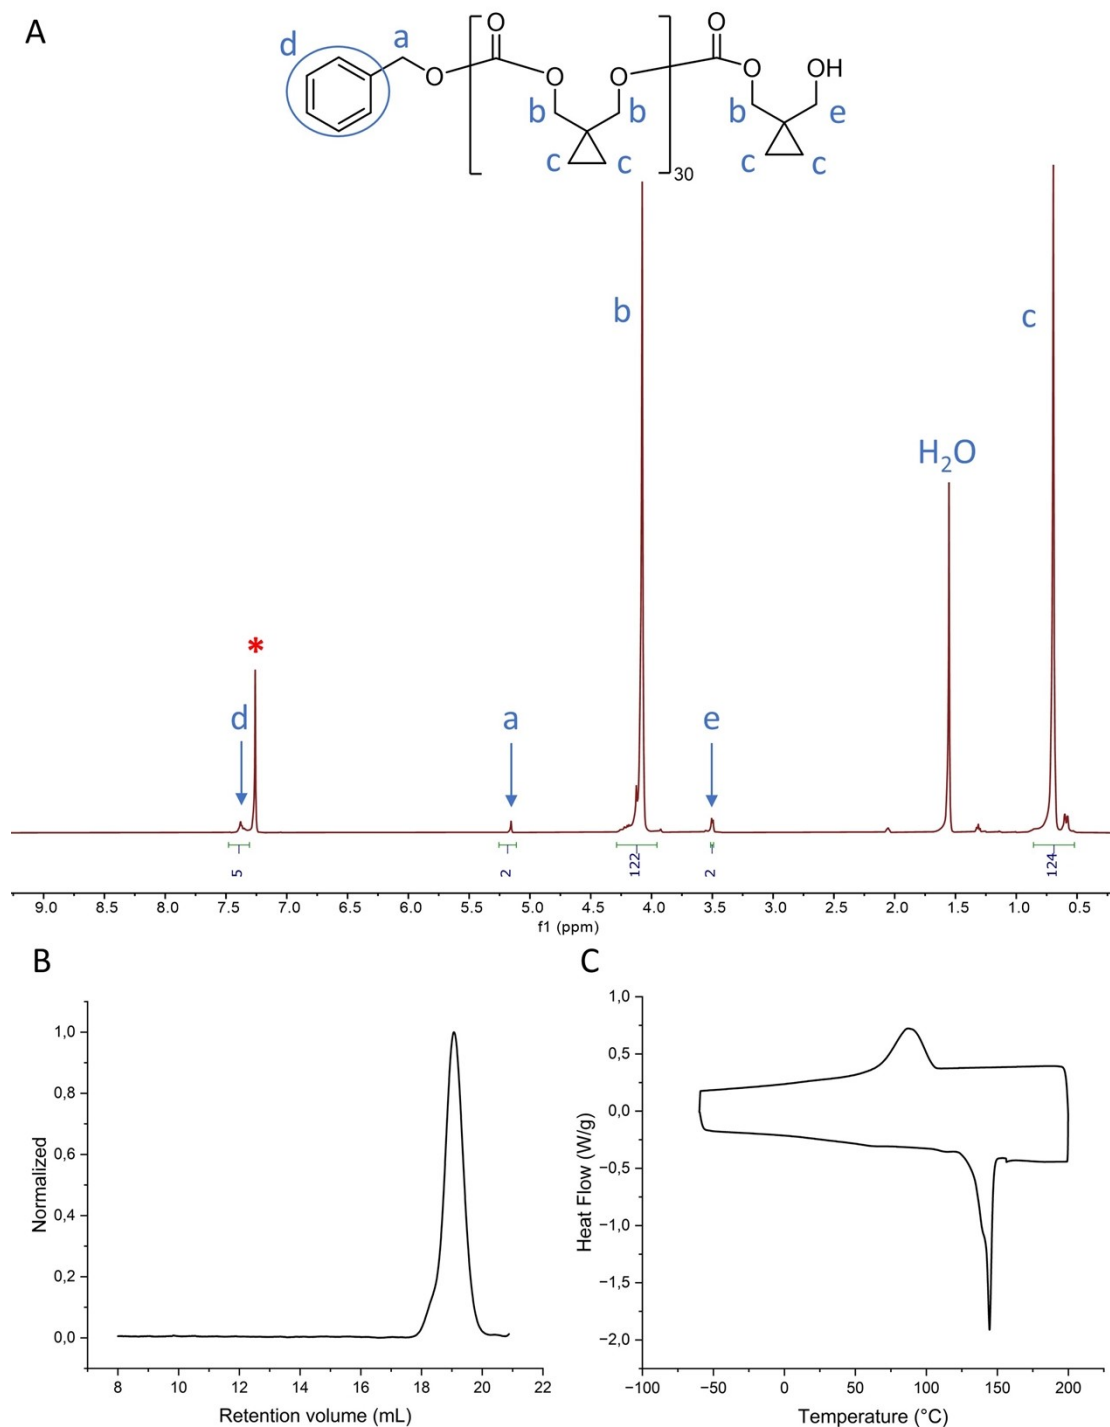 A
O O
d a O O O O OH
b b b e
c c c c
30
b
c
H₂O
*
d a e
5 2 122 2 124
9.0 8.5 8.0 7.5 7.0 6.5 6.0 5.5 5.0 4.5 4.0 3.5 3.0 2.5 2.0 1.5 1.0 0.5
f1 (ppm)
B
Normalized
1,0
0,8
0,6
0,4
0,2
0,0
8 10 12 14 16 18 20 22
Retention volume (mL)
C
Heat Flow (W/g)
1,0
0,5
0,0
−0,5
−1,0
−1,5
−2,0
−100 −50 0 50 100 150 200
Temperature (°C)